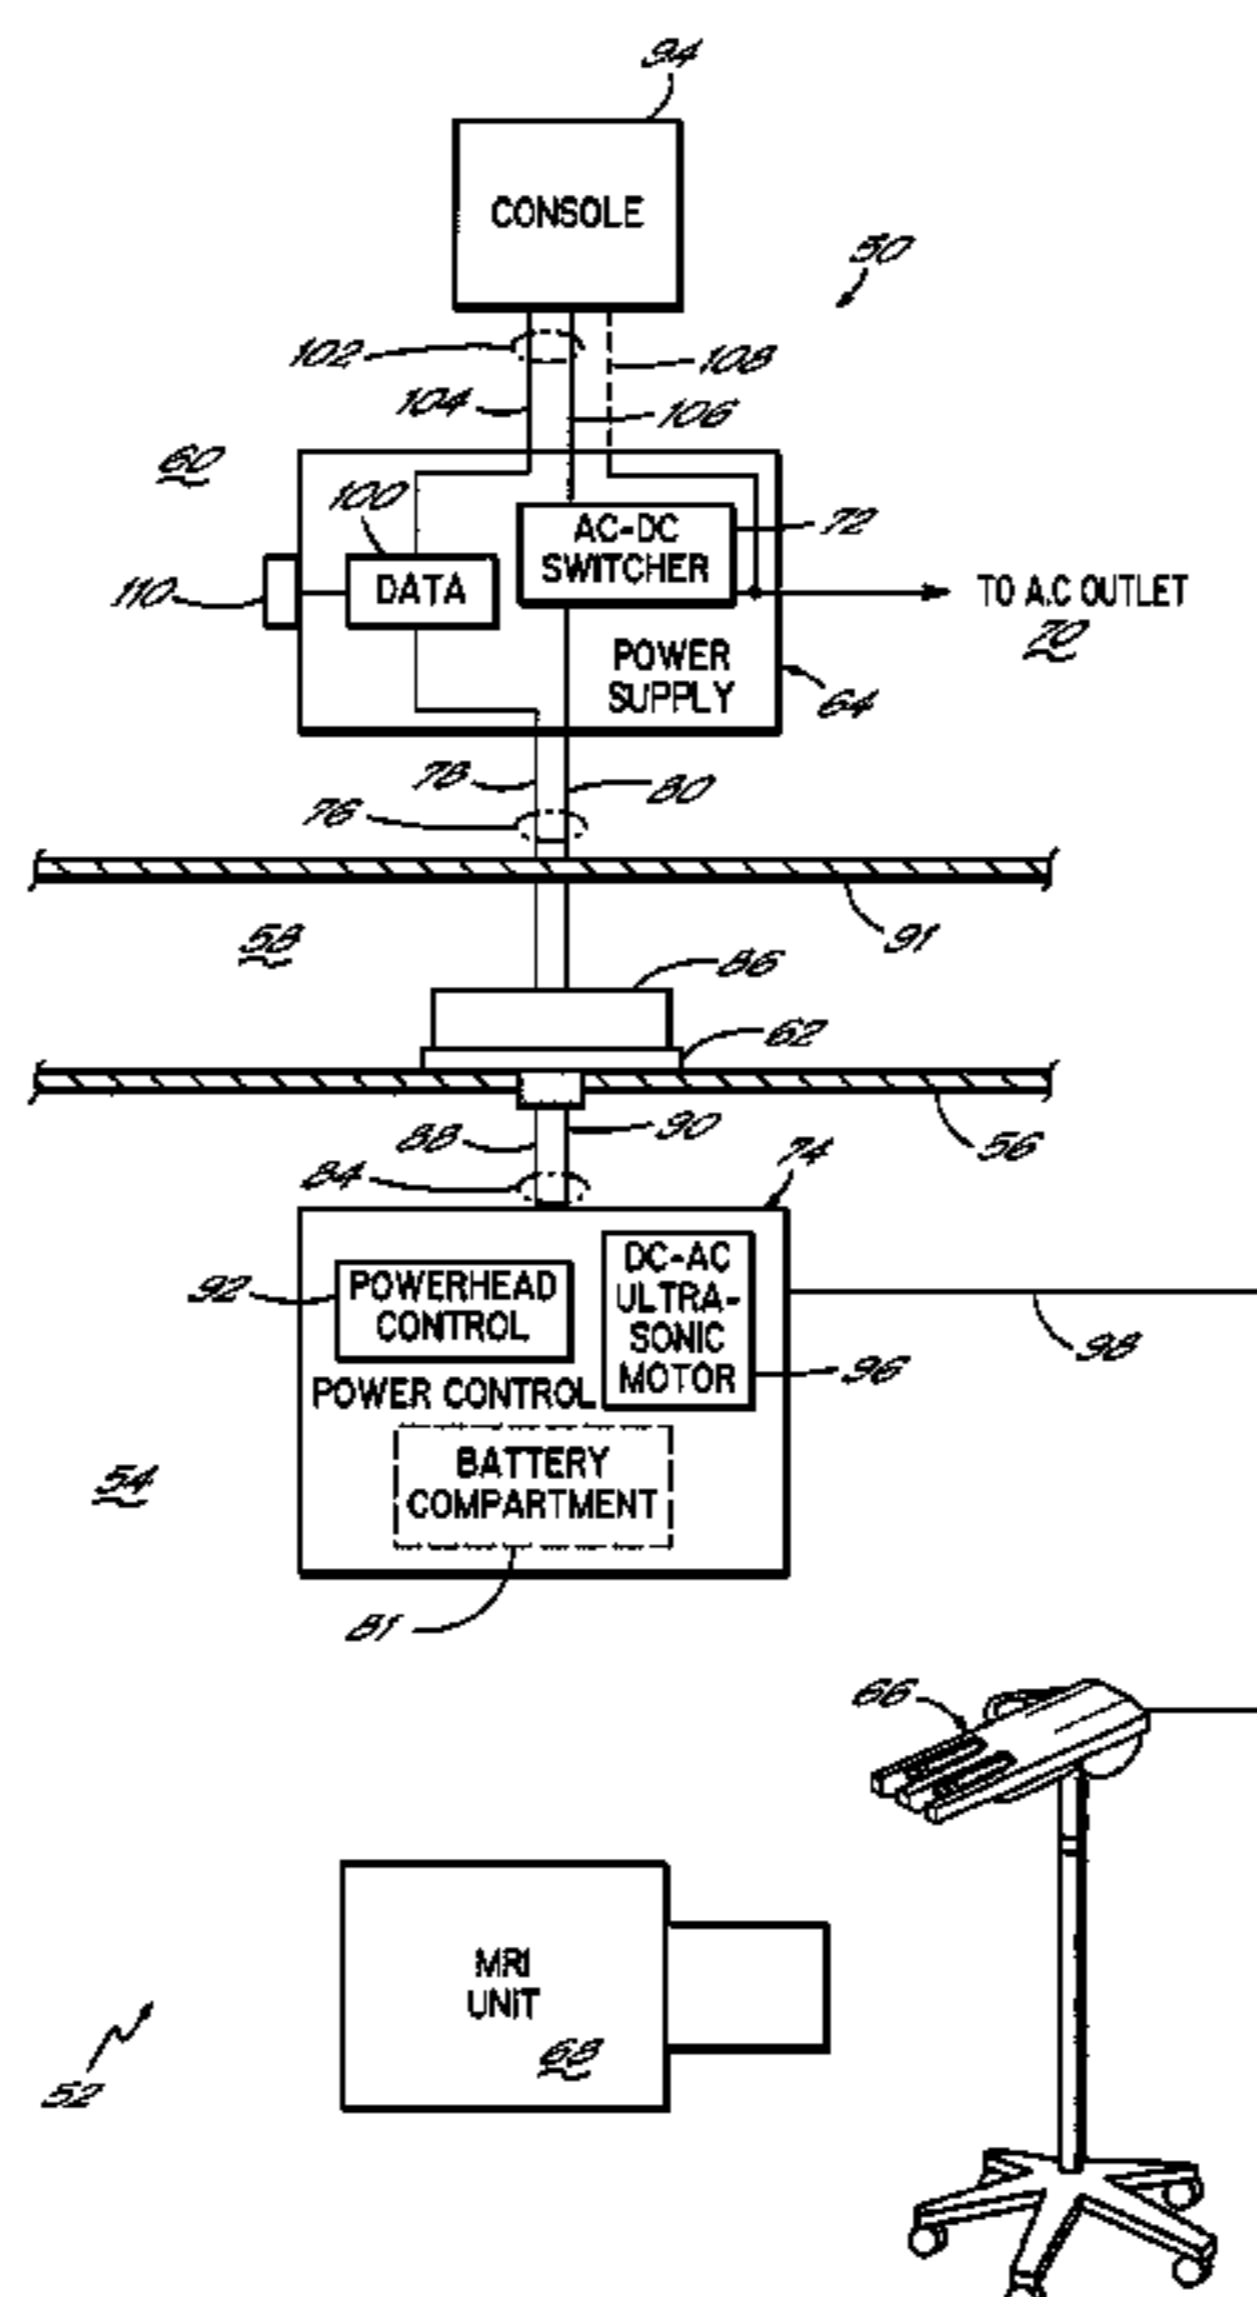 94
CONSOLE
50
102
108
104
106
60
100
AC-DC
SWITCHER
72
110
DATA
TO A.C OUTLET
70
POWER
SUPPLY
64
78
80
76
91
58
86
62
88
90
56
84
74
92
POWERHEAD
CONTROL
DC-AC
ULTRA-
SONIC
MOTOR
98
96
POWER CONTROL
54
BATTERY
COMPARTMENT
81
66
MRI
UNIT
68
52